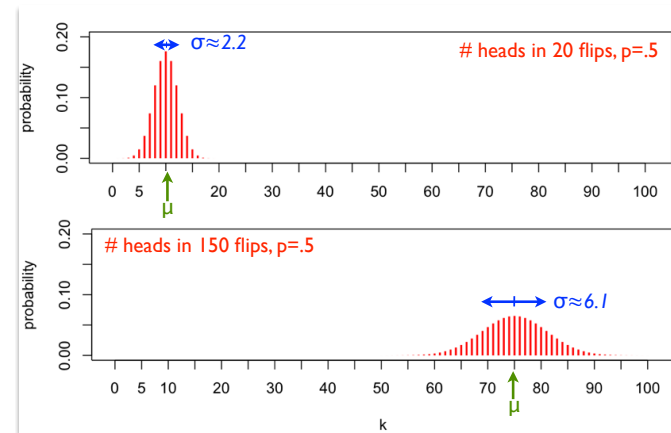 σ≈2.2
# heads in 20 flips, p=.5
probability
0.00 0.10 0.20
0 5 10 20 30 40 50 60 70 80 90 100
μ
# heads in 150 flips, p=.5
σ≈6.1
probability
0.00 0.10 0.20
0 5 10 20 30 40 50 60 70 80 90 100
μ
k